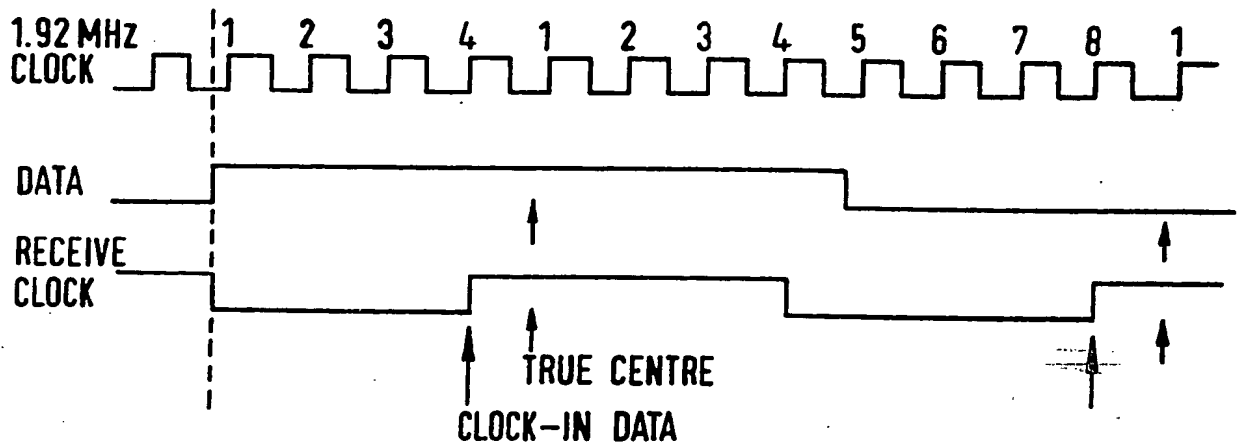 1.92 MHz
CLOCK
1 2 3 4 1 2 3 4 5 6 7 8 1
DATA
RECEIVE
CLOCK
TRUE CENTRE
CLOCK-IN DATA